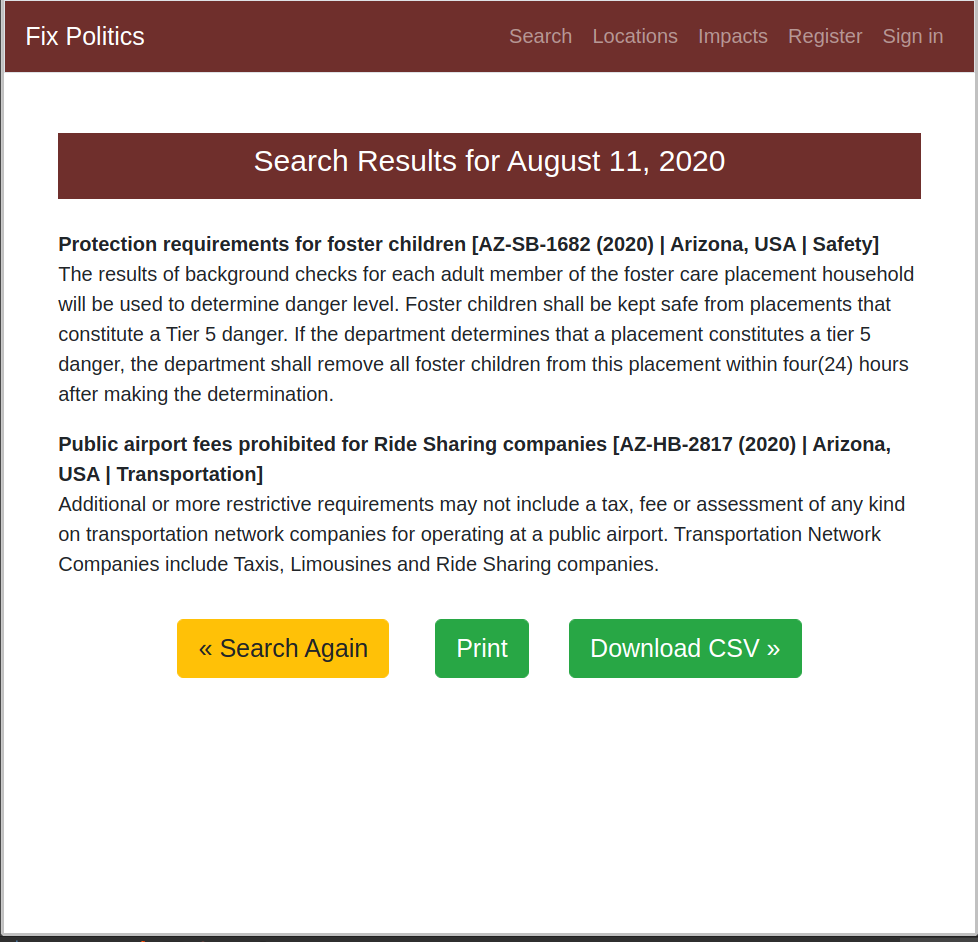 Fix Politics
Search Locations Impacts Register Sign in
Search Results for August 11, 2020
Protection requirements for foster children [AZ-SB-1682 (2020) | Arizona, USA | Safety]
The results of background checks for each adult member of the foster care placement household
will be used to determine danger level. Foster children shall be kept safe from placements that
constitute a Tier 5 danger. If the department determines that a placement constitutes a tier 5
danger, the department shall remove all foster children from this placement within four(24) hours
after making the determination.
Public airport fees prohibited for Ride Sharing companies [AZ-HB-2817 (2020) | Arizona,
USA | Transportation]
Additional or more restrictive requirements may not include a tax, fee or assessment of any kind
on transportation network companies for operating at a public airport. Transportation Network
Companies include Taxis, Limousines and Ride Sharing companies.
« Search Again
Print
Download CSV »